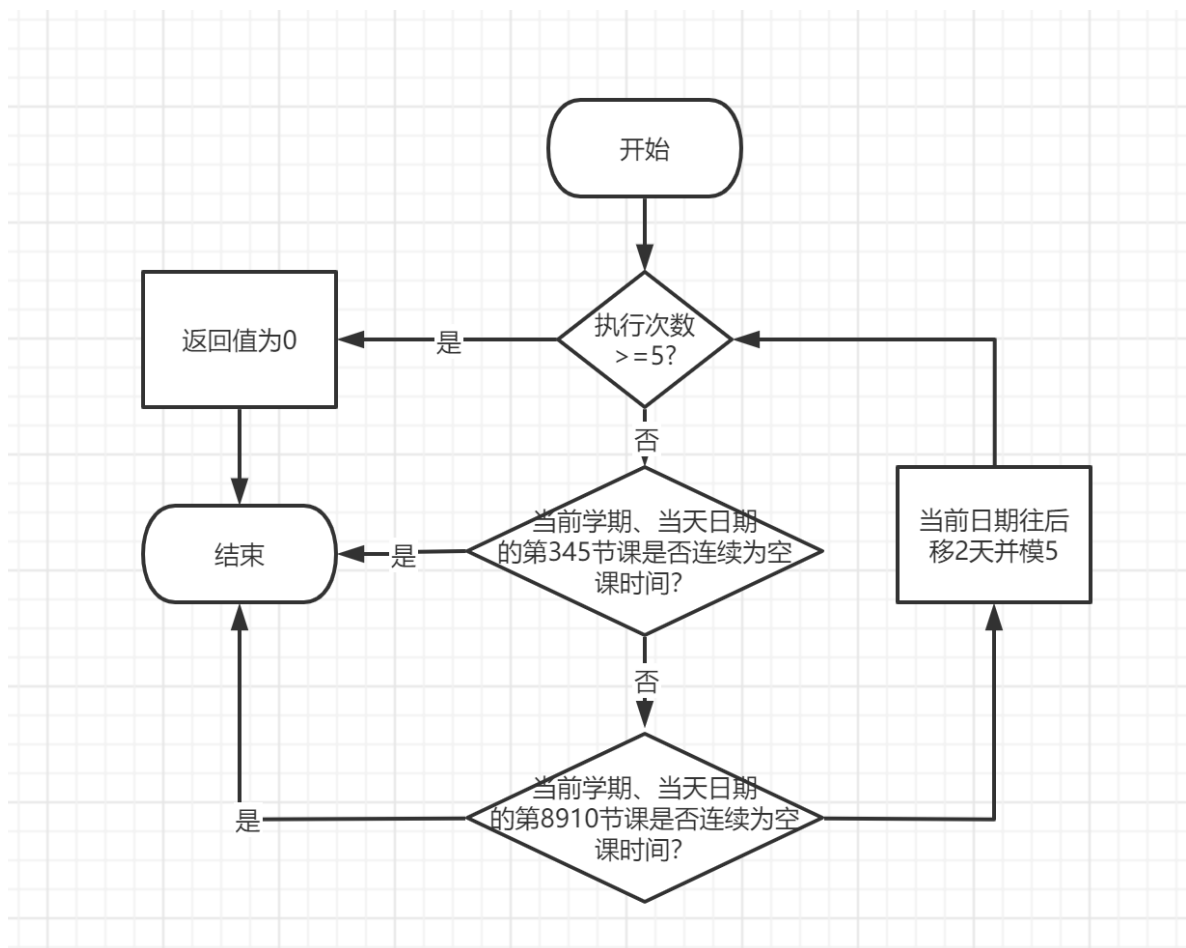 开始
执行次数
>=5?
是
返回值为0
否
当前学期、当天日期
的第345节课是否连续为空
课时间?
是
结束
当前日期往后
移2天并模5
否
当前学期、当天日期
的第8910节课是否连续为空
课时间?
是